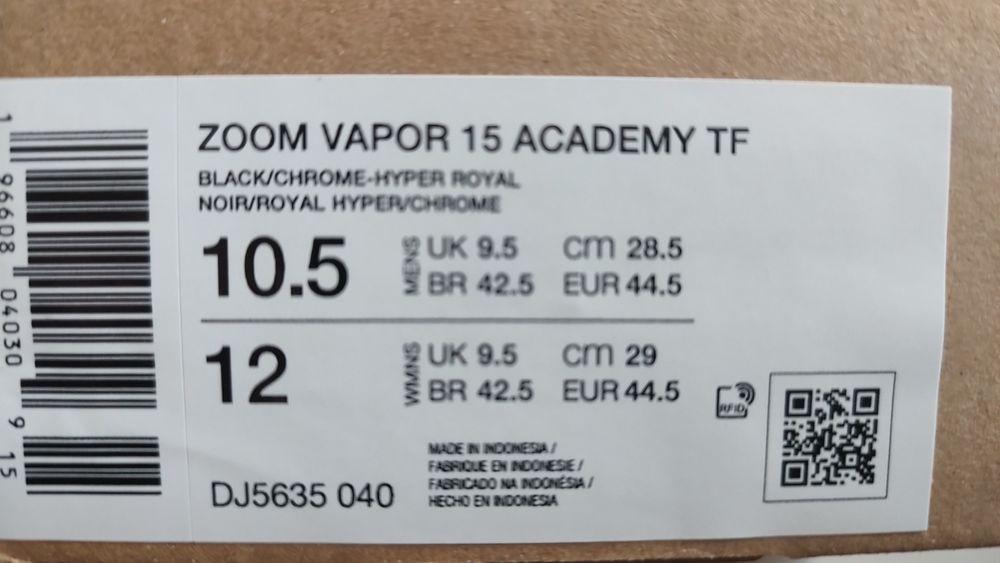 1 96608 04030 9 15
ZOOM VAPOR 15 ACADEMY TF
BLACK/CHROME-HYPER ROYAL
NOIR/ROYAL HYPER/CHROME
10.5 MENS UK 9.5 cm 28.5
BR 42.5 EUR 44.5
12 WMNS UK 9.5 cm 29
BR 42.5 EUR 44.5
RFID
MADE IN INDONESIA /
FABRIQUE EN INDONESIE /
FABRICADO NA INDONÉSIA /
HECHO EN INDONESIA
DJ5635 040